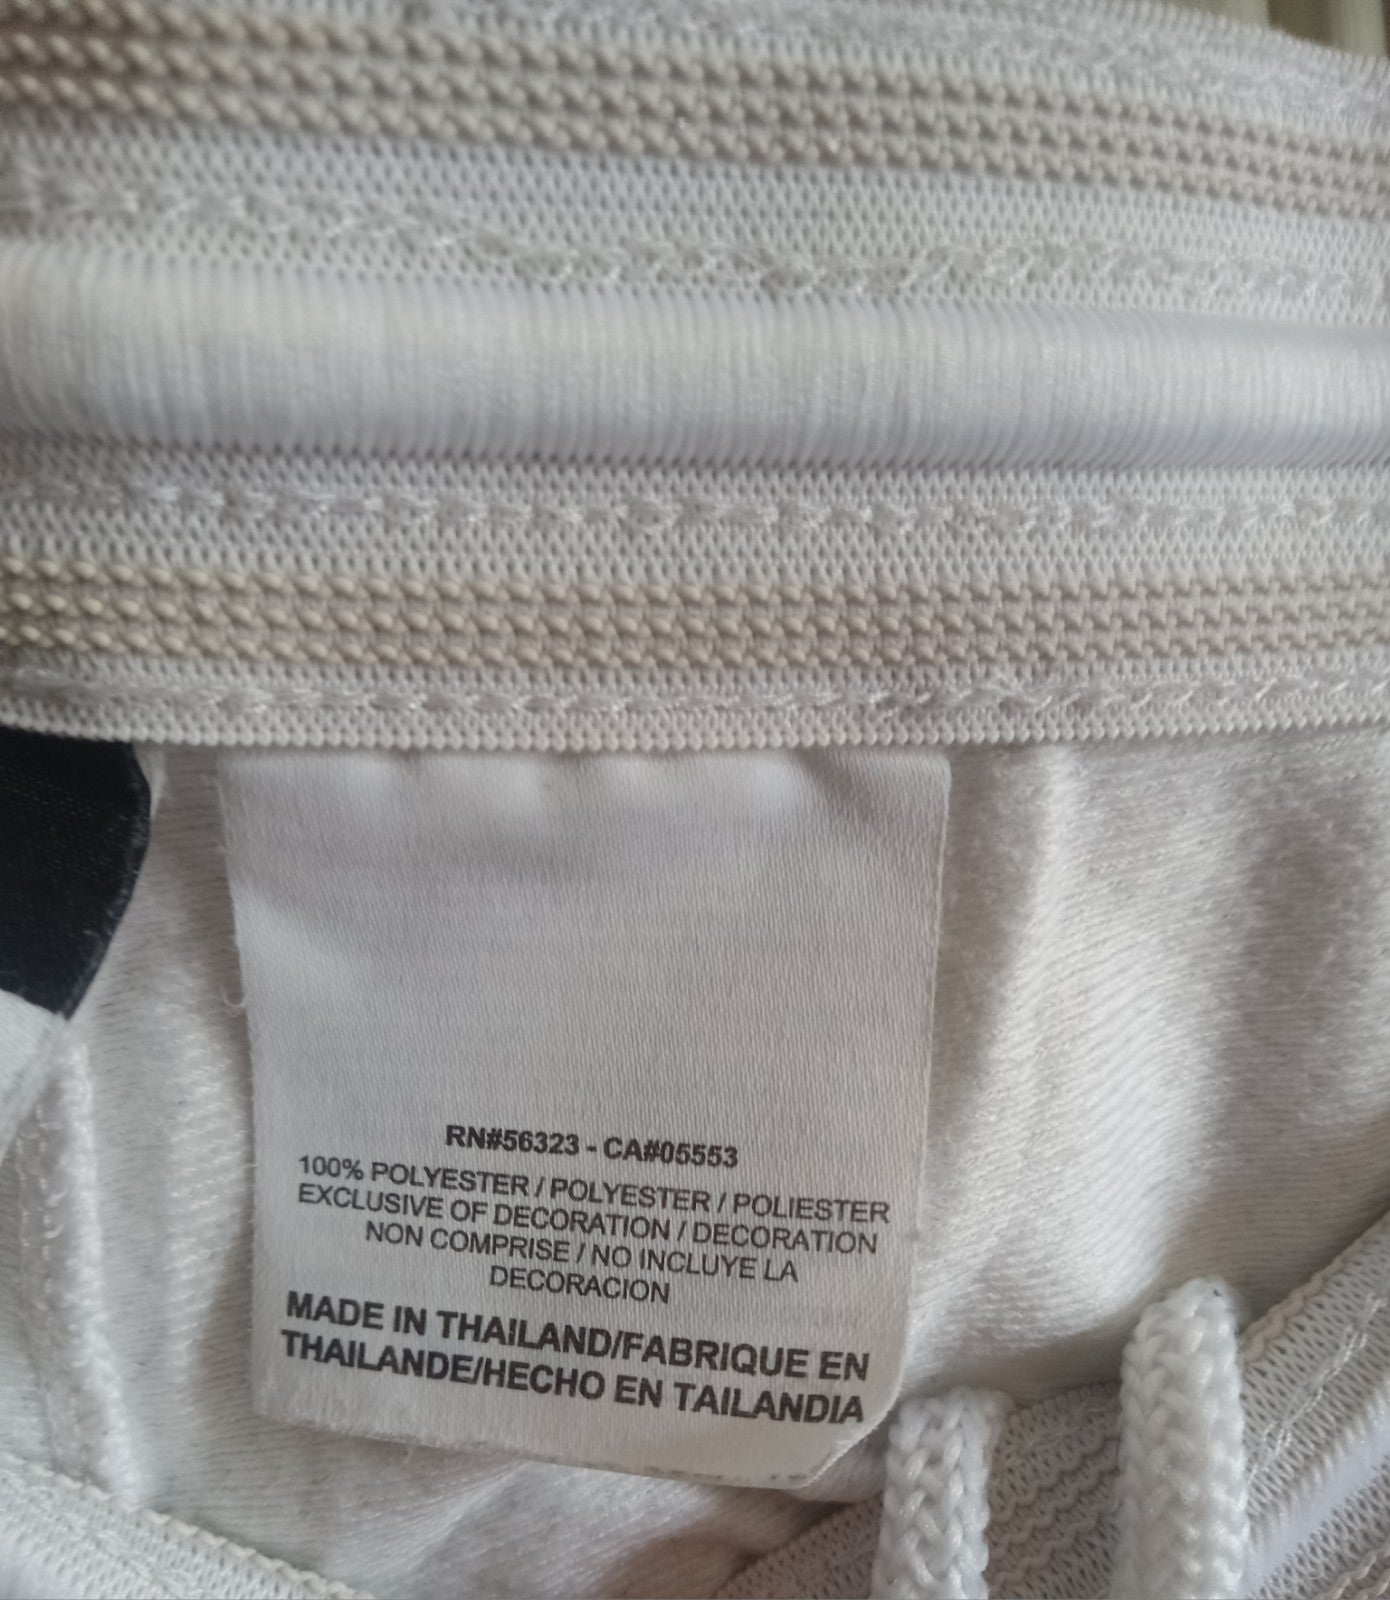 RN#56323 - CA#05553
100% POLYESTER / POLYESTER / POLIESTER
EXCLUSIVE OF DECORATION / DECORATION
NON COMPRISE / NO INCLUYE LA
DECORACION
MADE IN THAILAND/FABRIQUE EN
THAILANDE/HECHO EN TAILANDIA